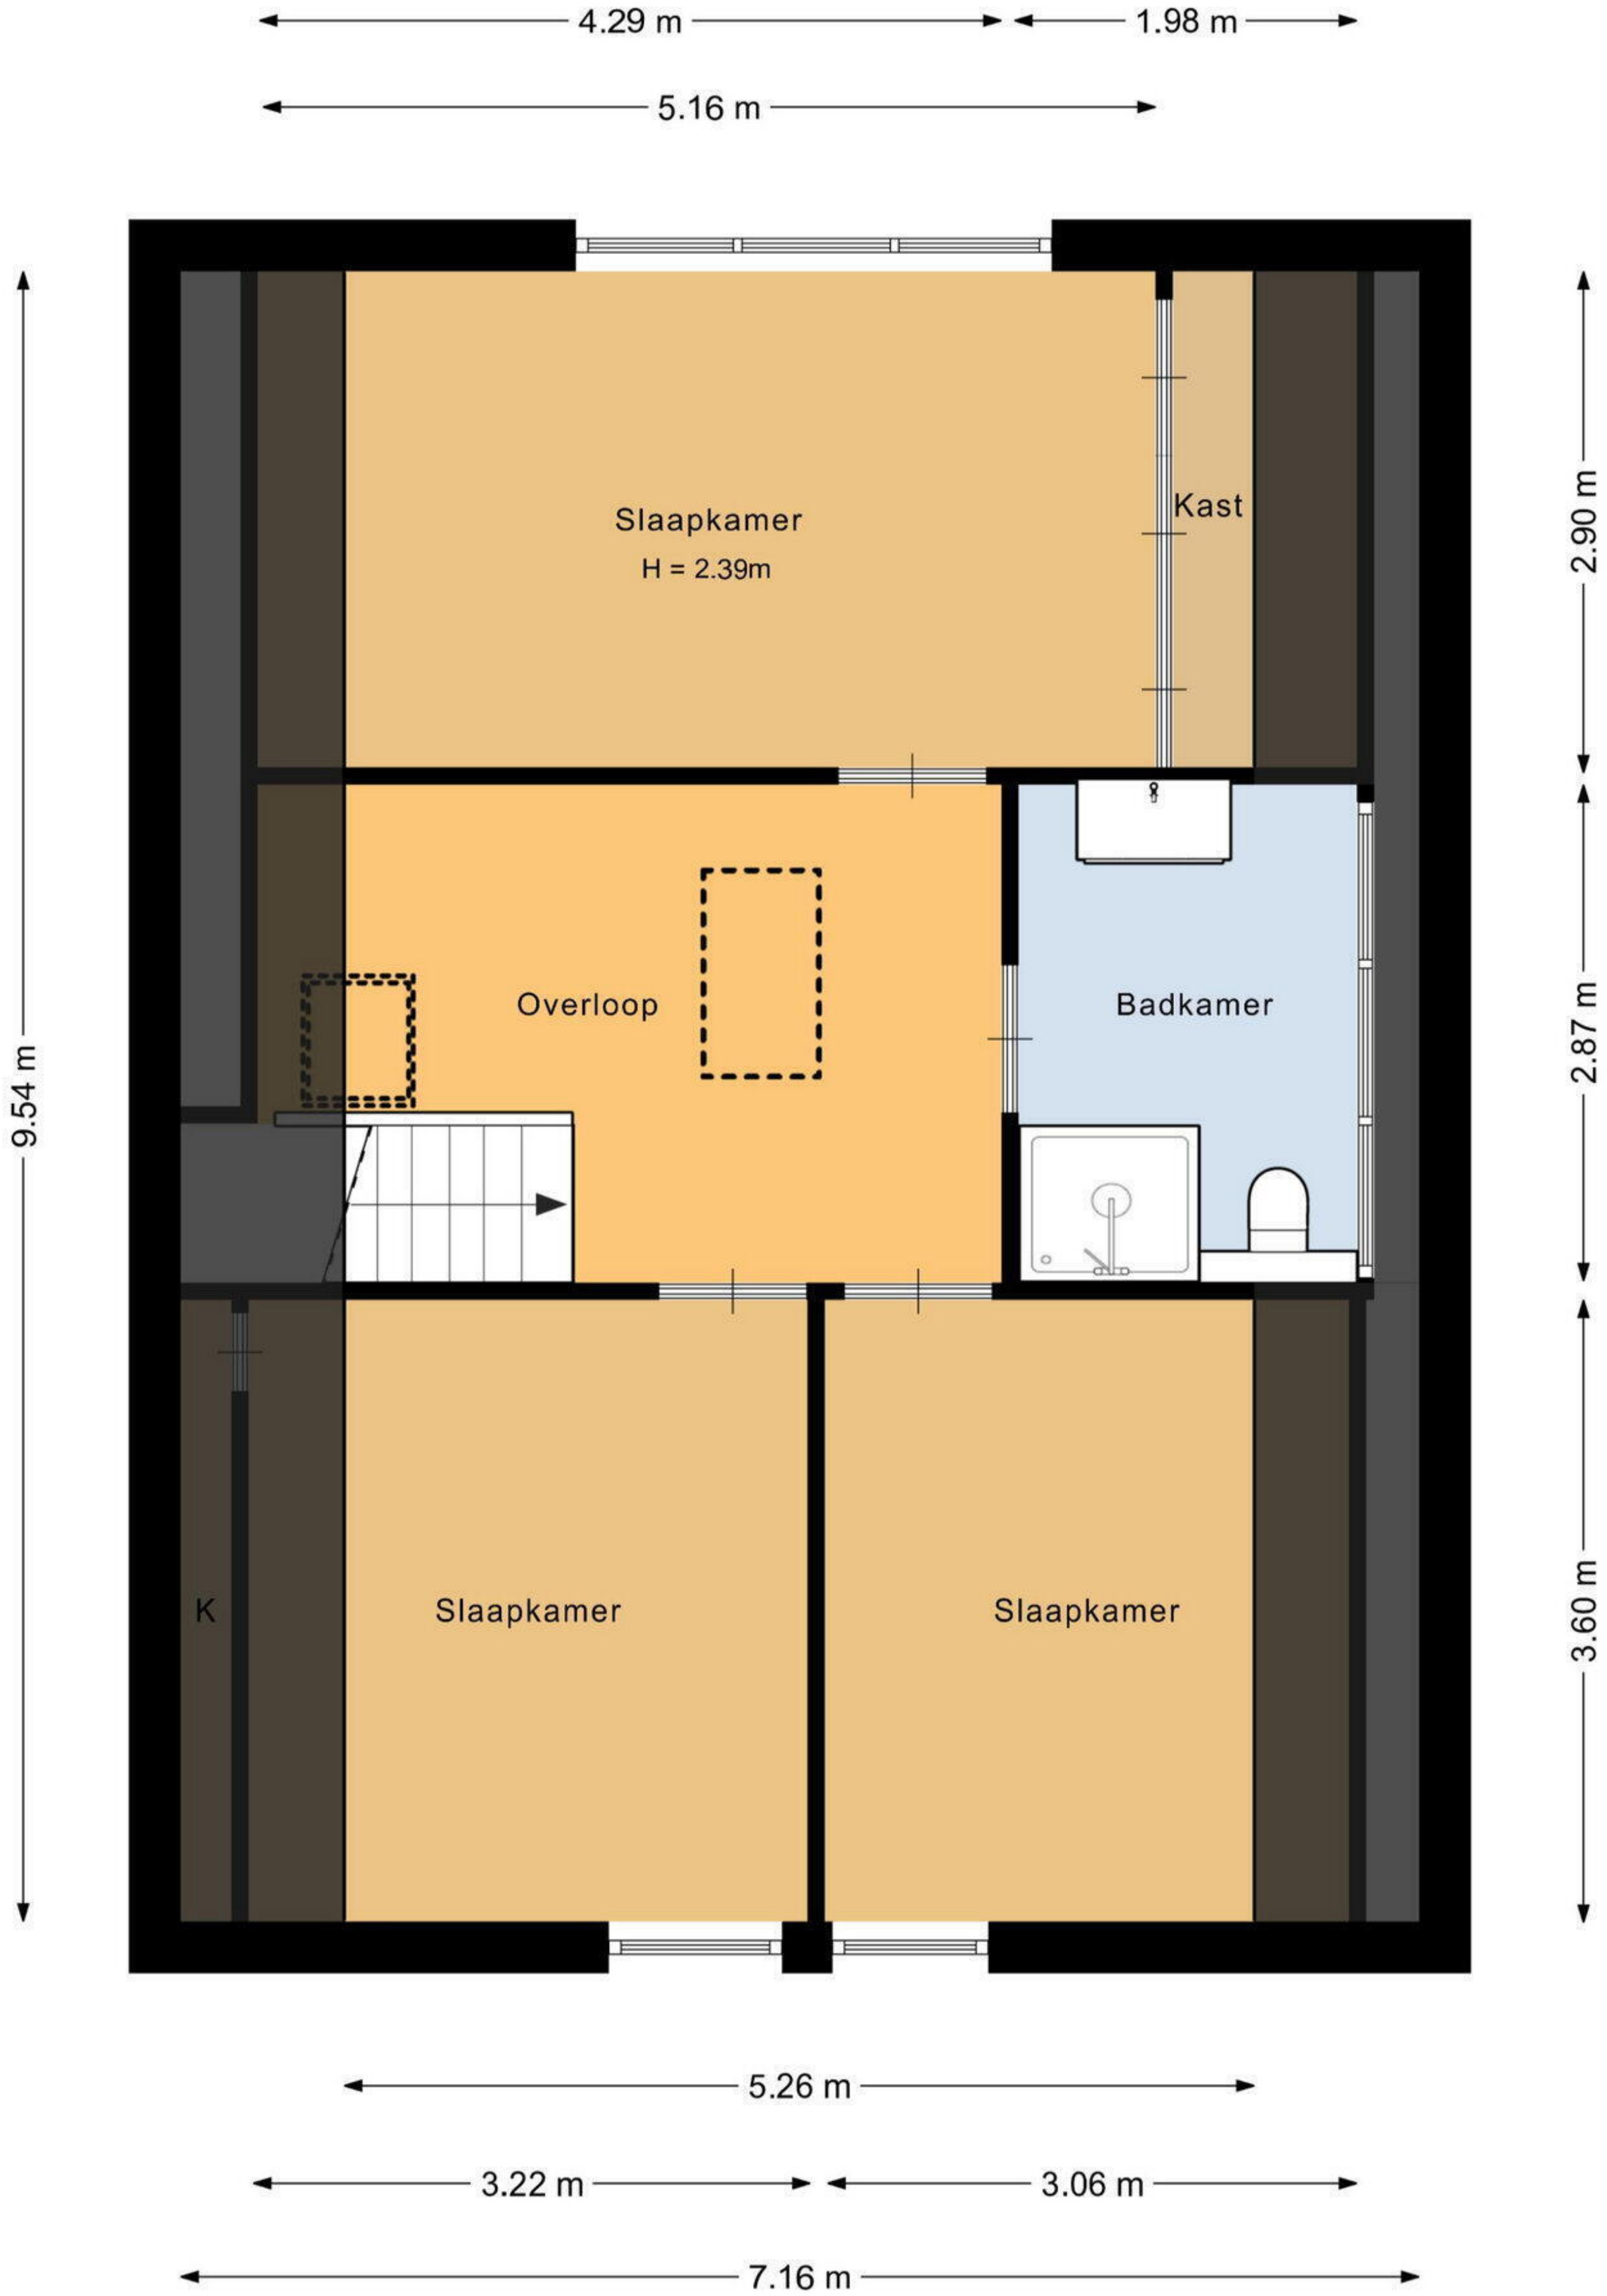 4.29 m
1.98 m
5.16 m
Slaapkamer
H = 2.39m
Kast
2.90 m
Overloop
Badkamer
2.87 m
9.54 m
K
Slaapkamer
Slaapkamer
3.60 m
5.26 m
3.22 m
3.06 m
7.16 m